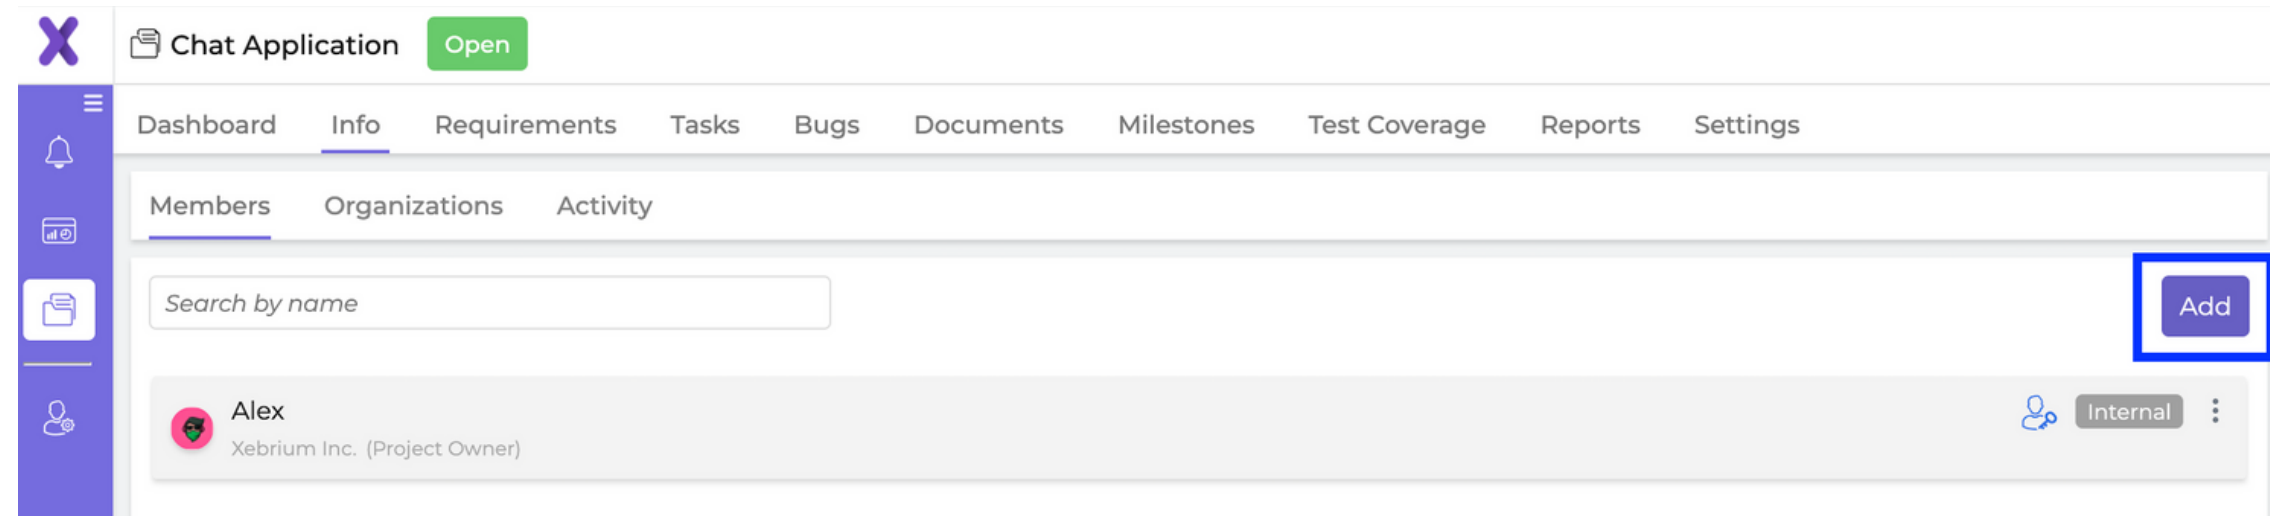 Chat Application Open
Dashboard Info Requirements Tasks Bugs Documents Milestones Test Coverage Reports Settings
Members Organizations Activity
Search by name
Add
Alex
Internal
Xebrium Inc. (Project Owner)